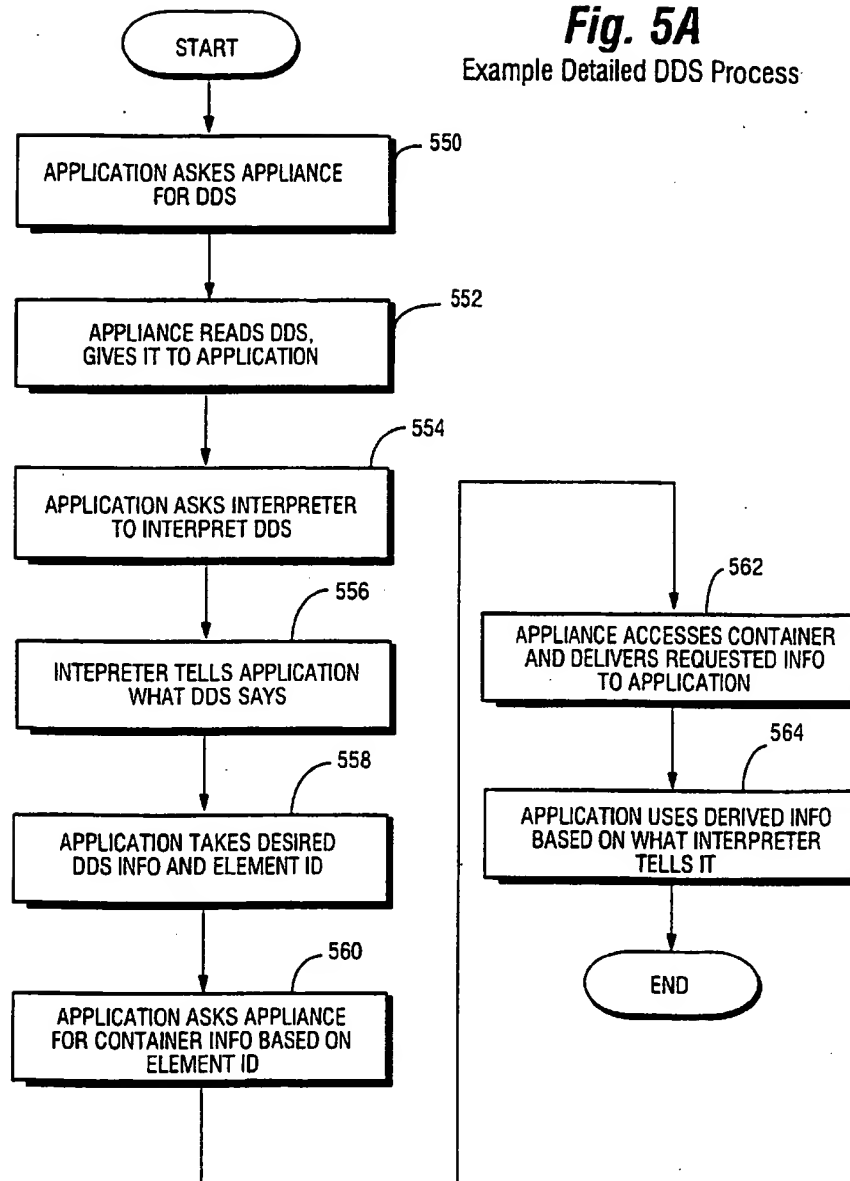 Fig. 5A
Example Detailed DDS Process
START
550
APPLICATION ASKES APPLIANCE
FOR DDS
552
APPLIANCE READS DDS,
GIVES IT TO APPLICATION
554
APPLICATION ASKS INTERPRETER
TO INTERPRET DDS
556
INTEPRETER TELLS APPLICATION
WHAT DDS SAYS
558
APPLICATION TAKES DESIRED
DDS INFO AND ELEMENT ID
560
APPLICATION ASKS APPLIANCE
FOR CONTAINER INFO BASED ON
ELEMENT ID
562
APPLIANCE ACCESSES CONTAINER
AND DELIVERS REQUESTED INFO
TO APPLICATION
564
APPLICATION USES DERIVED INFO
BASED ON WHAT INTERPRETER
TELLS IT
END